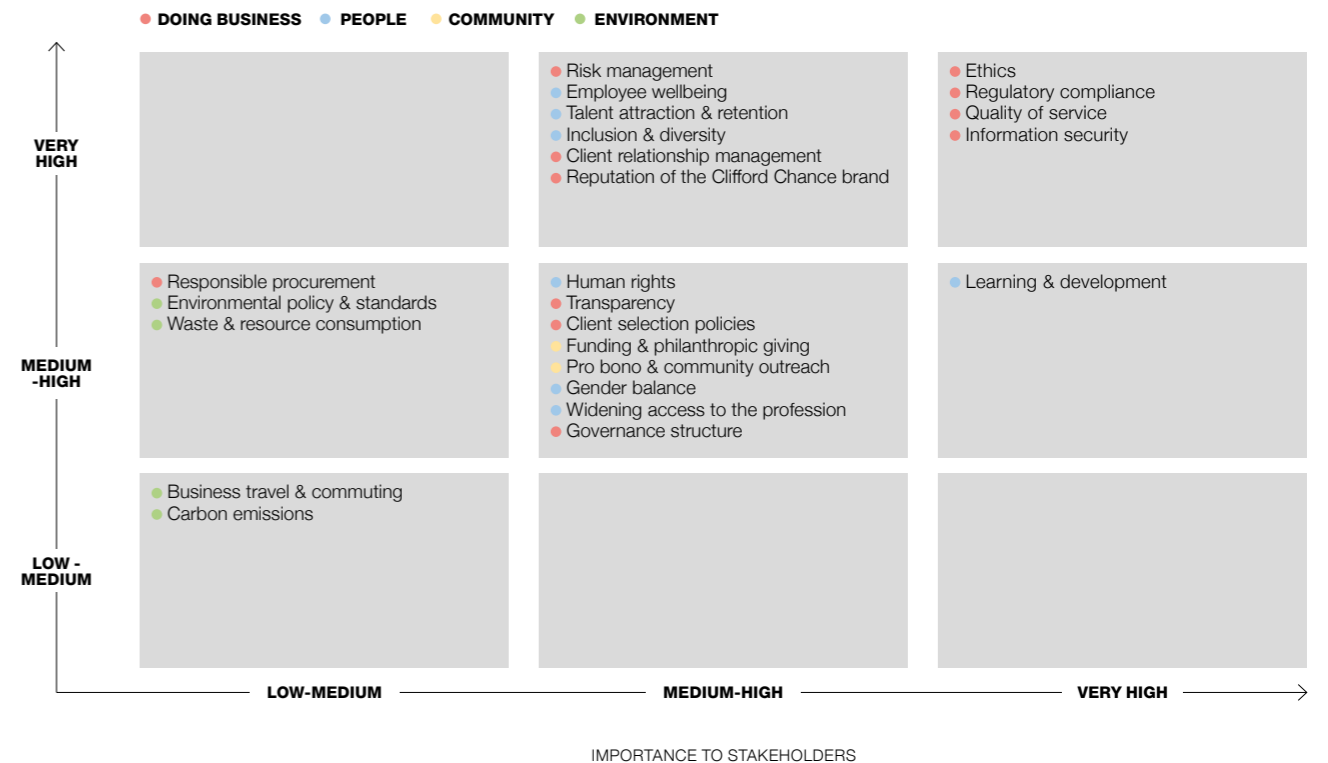 DOING BUSINESS PEOPLE COMMUNITY ENVIRONMENT
VERY
HIGH
Risk management
Employee wellbeing
Talent attraction & retention
Inclusion & diversity
Client relationship management
Reputation of the Clifford Chance brand
Ethics
Regulatory compliance
Quality of service
Information security
MEDIUM
-HIGH
Responsible procurement
Environmental policy & standards
Waste & resource consumption
Human rights
Transparency
Client selection policies
Funding & philanthropic giving
Pro bono & community outreach
Gender balance
Widening access to the profession
Governance structure
Learning & development
LOW -
MEDIUM
Business travel & commuting
Carbon emissions
LOW-MEDIUM MEDIUM-HIGH VERY HIGH
IMPORTANCE TO STAKEHOLDERS